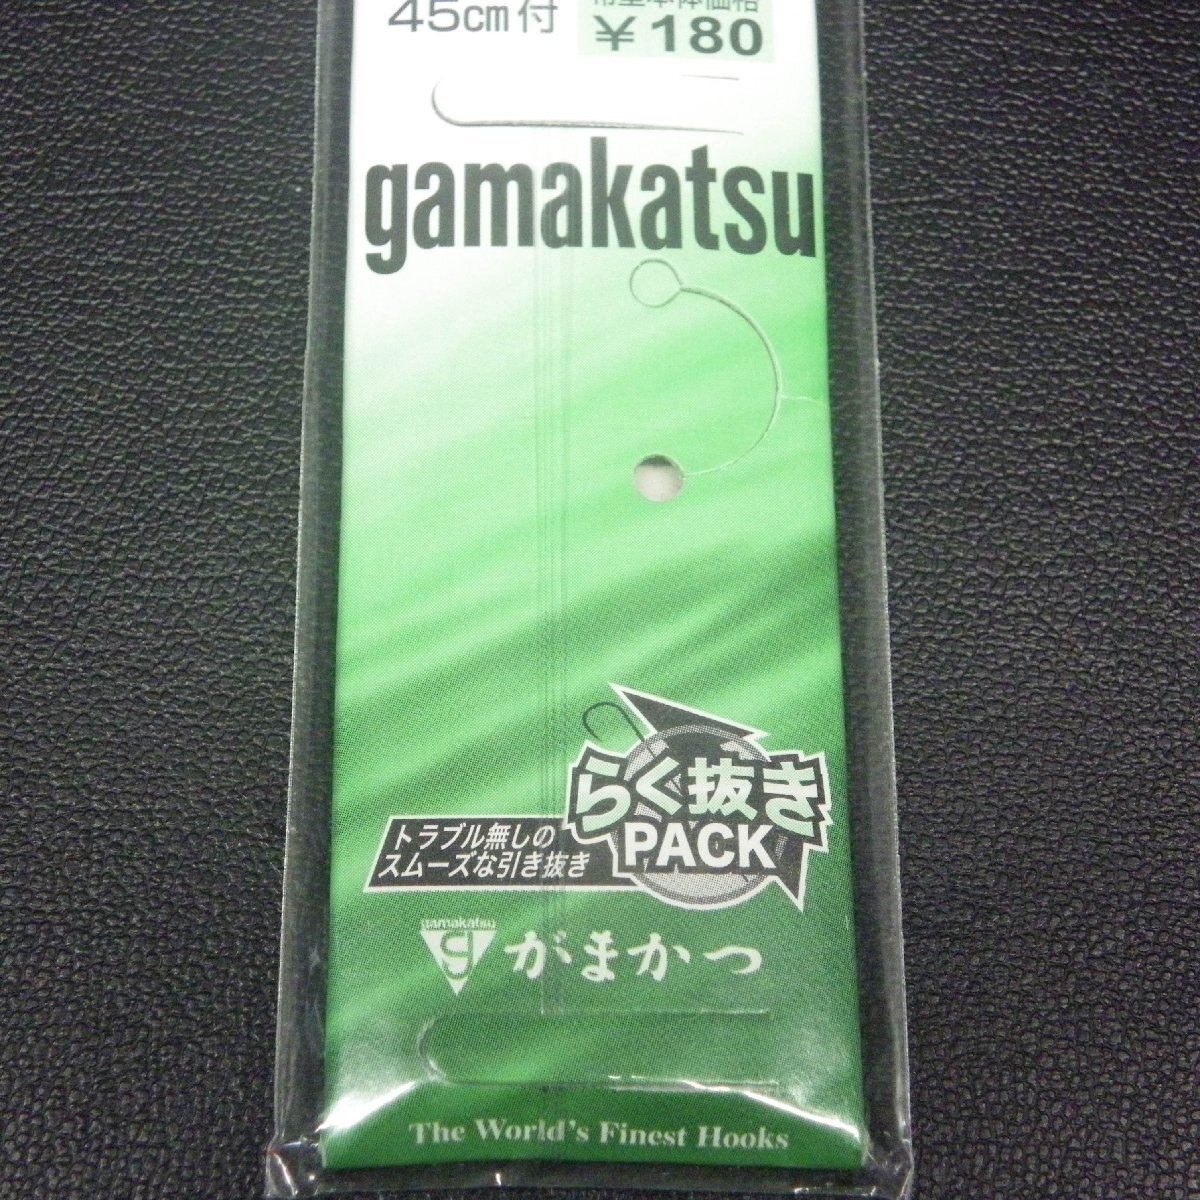 45cm付
¥180
gamakatsu
らく抜き
PACK
トラブル無しの
スムーズな引き抜き
gamakatsu
がまかつ
The World's Finest Hooks